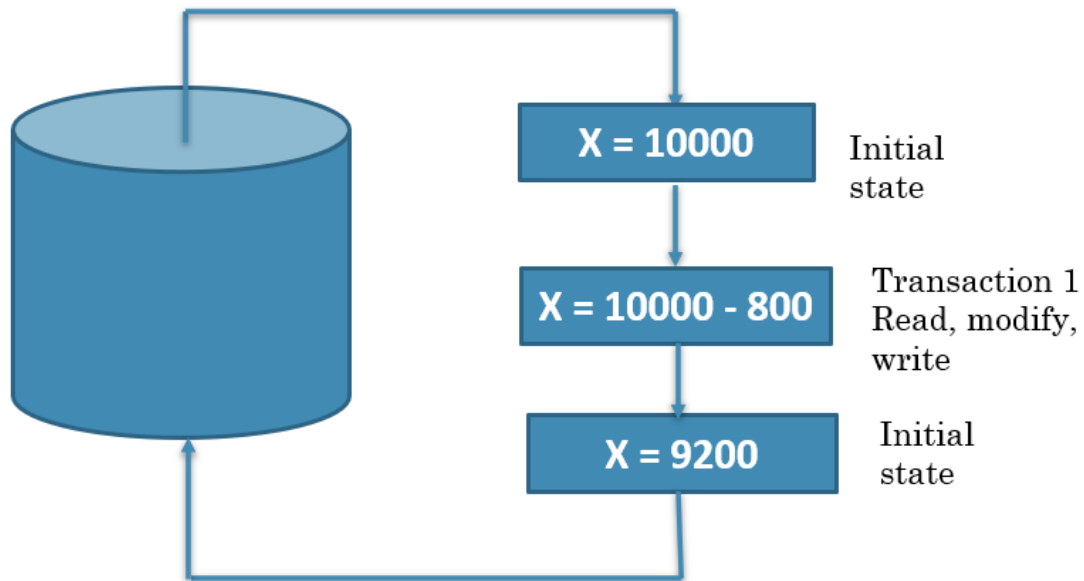 X = 10000
Initial
state
X = 10000 - 800
Transaction 1
Read, modify,
write
X = 9200
Initial
state